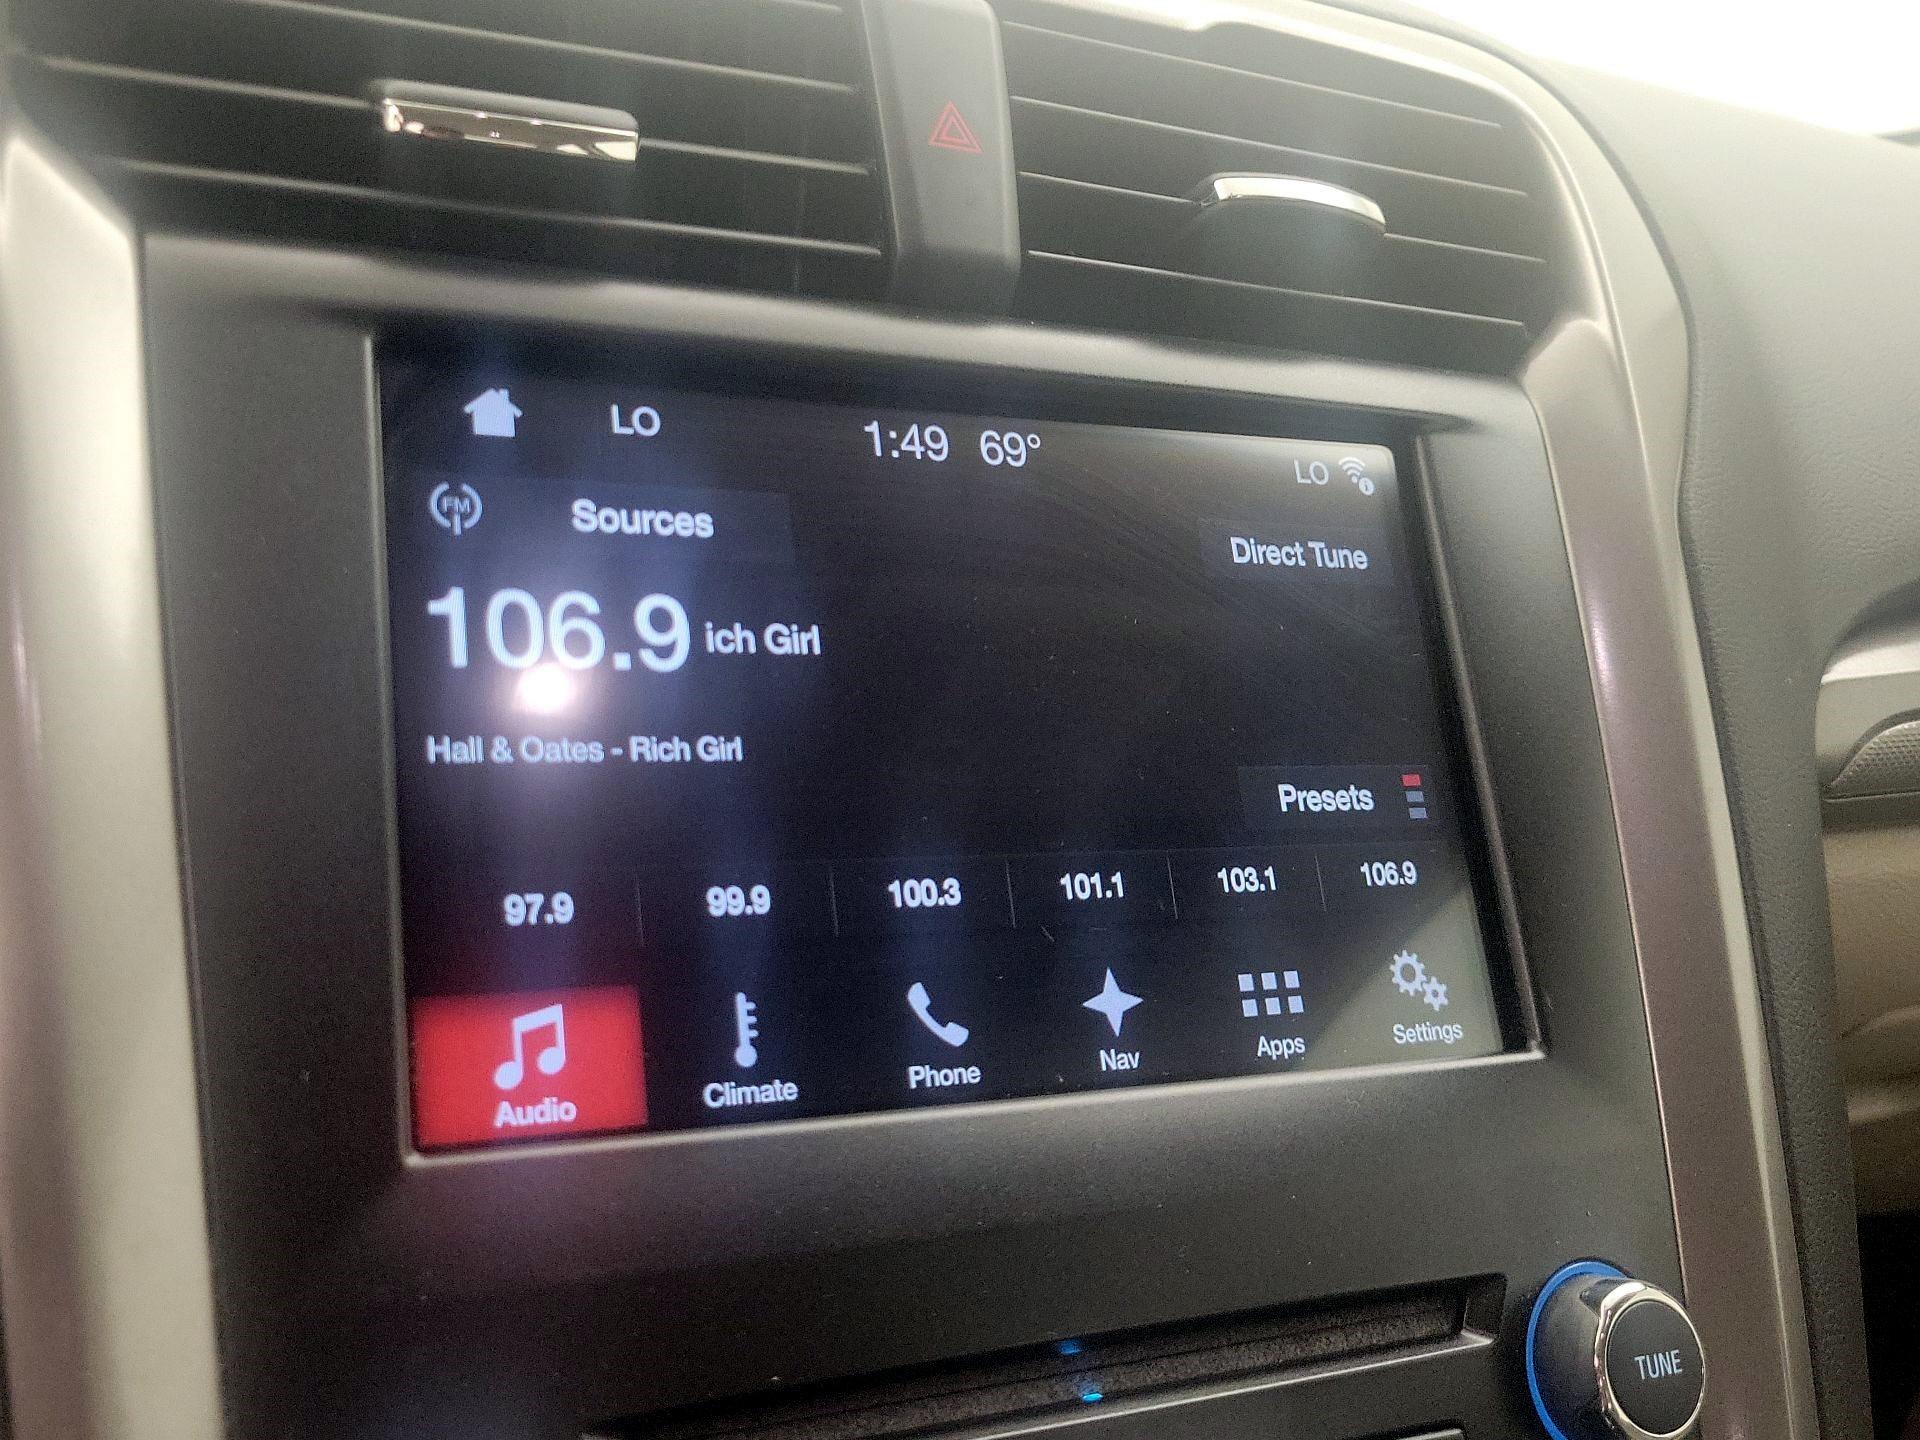 LO 1:49 69° LO
FM Sources
Direct Tune
106.9 ich Girl
Hall & Oates - Rich Girl
Presets
97.9 99.9 100.3 101.1 103.1 106.9
Audio Climate Phone Nav Apps Settings
TUNE